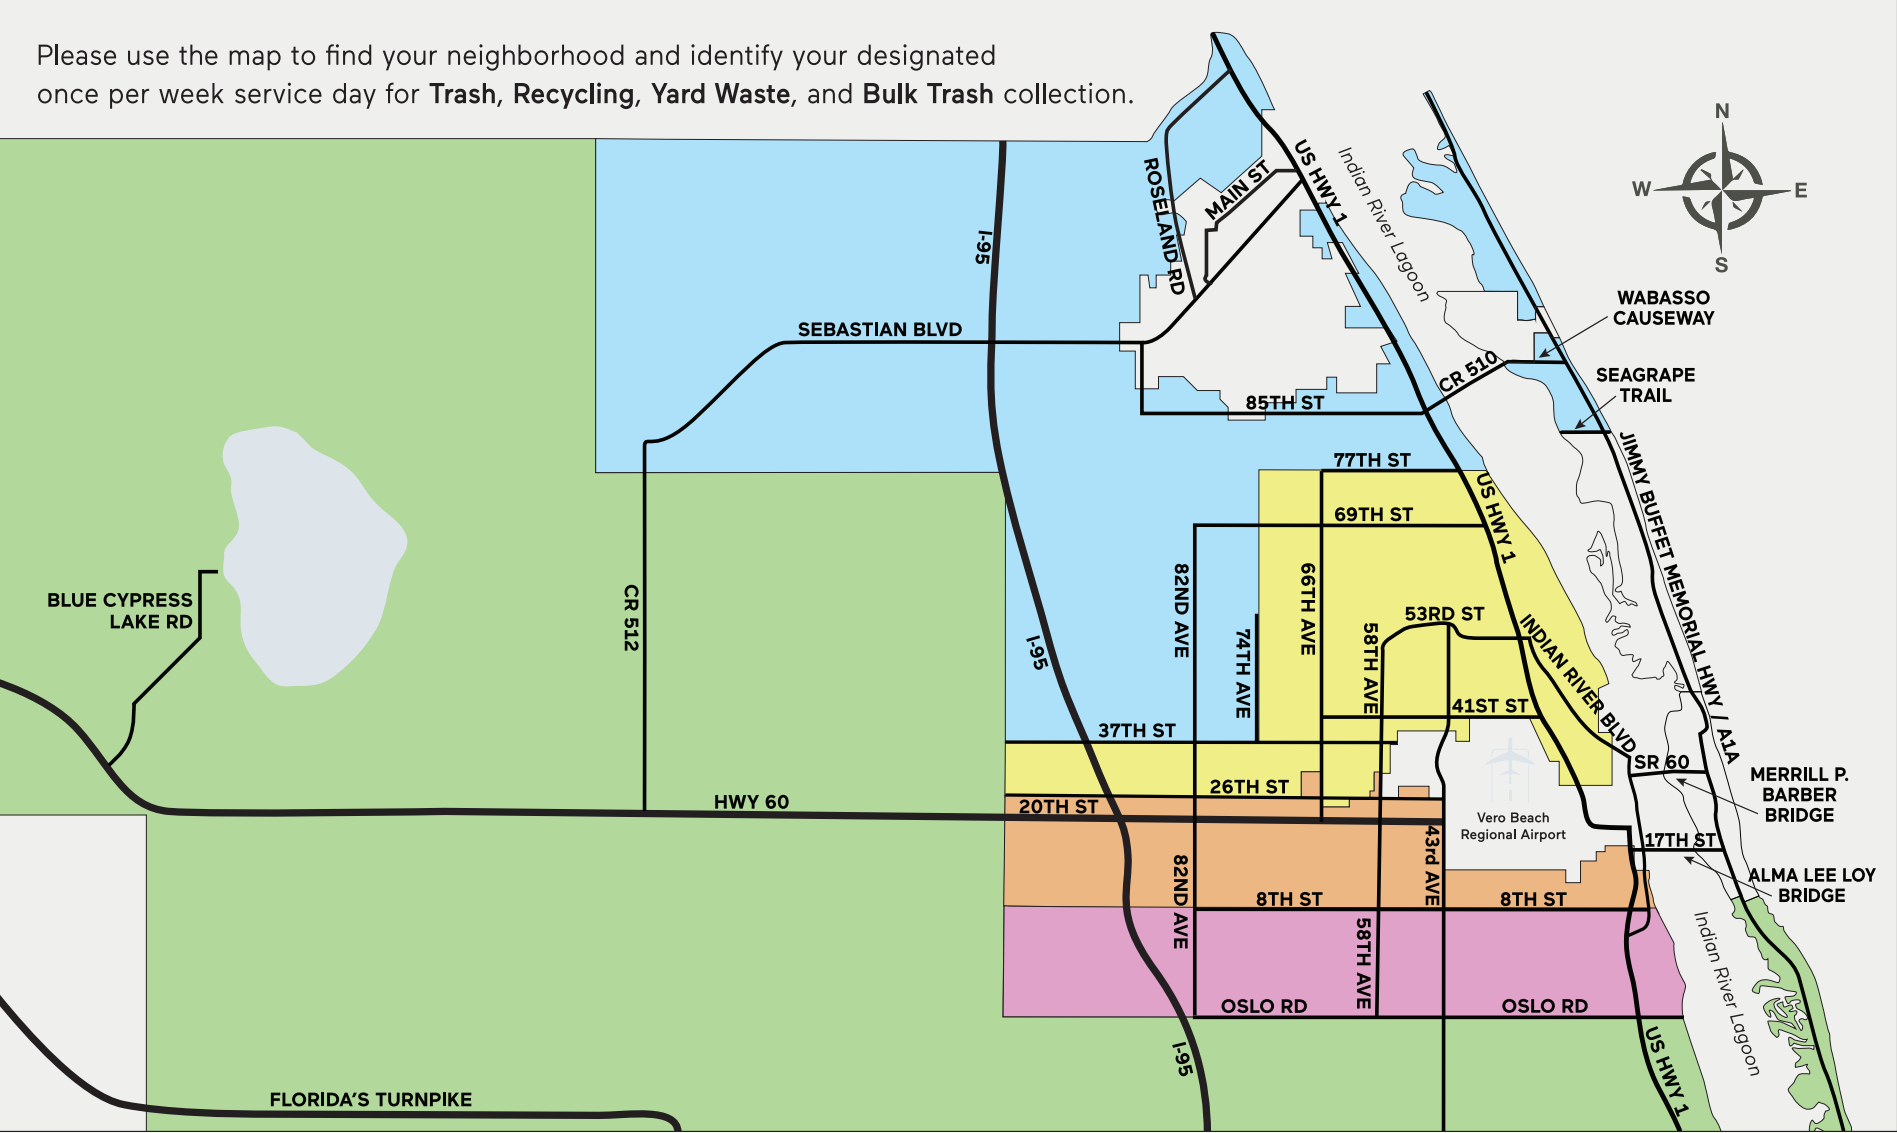 Please use the map to find your neighborhood and identify your designated
once per week service day for Trash, Recycling, Yard Waste, and Bulk Trash collection.
N
W
E
S
ROSELAND RD
MAIN ST
US HWY 1
Indian River Lagoon
I-95
SEBASTIAN BLVD
WABASSO
CAUSEWAY
CR 510
SEAGRAPE
TRAIL
85TH ST
77TH ST
US HWY 1
JIMMY BUFFET MEMORIAL HWY / A1A
69TH ST
82ND AVE
66TH AVE
BLUE CYPRESS
LAKE RD
CR 512
I-95
74TH AVE
53RD ST
58TH AVE
INDIAN RIVER BLVD
41ST ST
37TH ST
SR 60
MERRILL P.
BARBER
BRIDGE
26TH ST
HWY 60
20TH ST
Vero Beach
Regional Airport
43rd AVE
17TH ST
ALMA LEE LOY
BRIDGE
82ND AVE
8TH ST
8TH ST
58TH AVE
Indian River Lagoon
OSLO RD
OSLO RD
I-95
US HWY 1
FLORIDA'S TURNPIKE